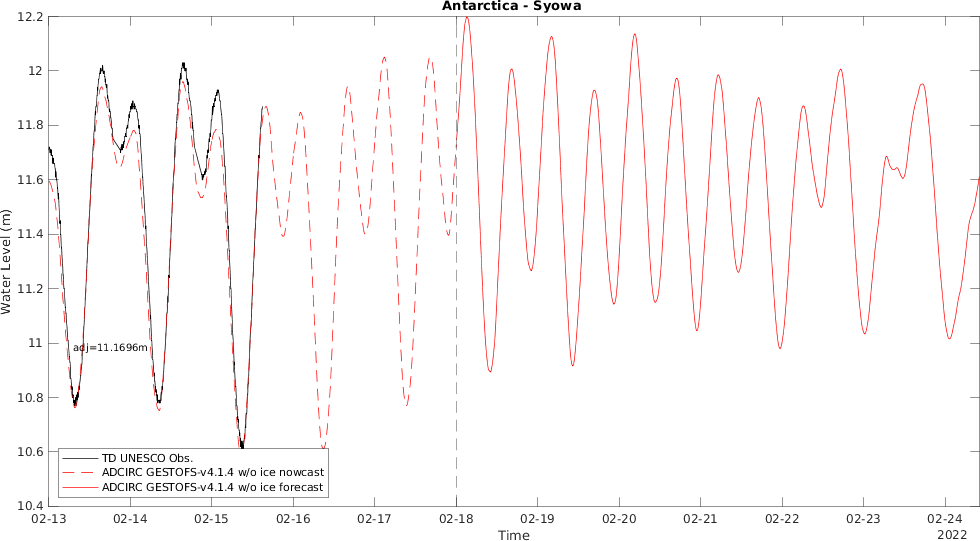 Antarctica - Syowa
12.2
12
11.8
11.6
11.4
11.2
11
10.8
10.6
10.4
Water Level (m)
adj=11.1696m
TD UNESCO Obs.
ADCIRC GESTOFS-v4.1.4 w/o ice nowcast
ADCIRC GESTOFS-v4.1.4 w/o ice forecast
02-13 02-14 02-15 02-16 02-17 02-18 02-19 02-20 02-21 02-22 02-23 02-24
Time
2022